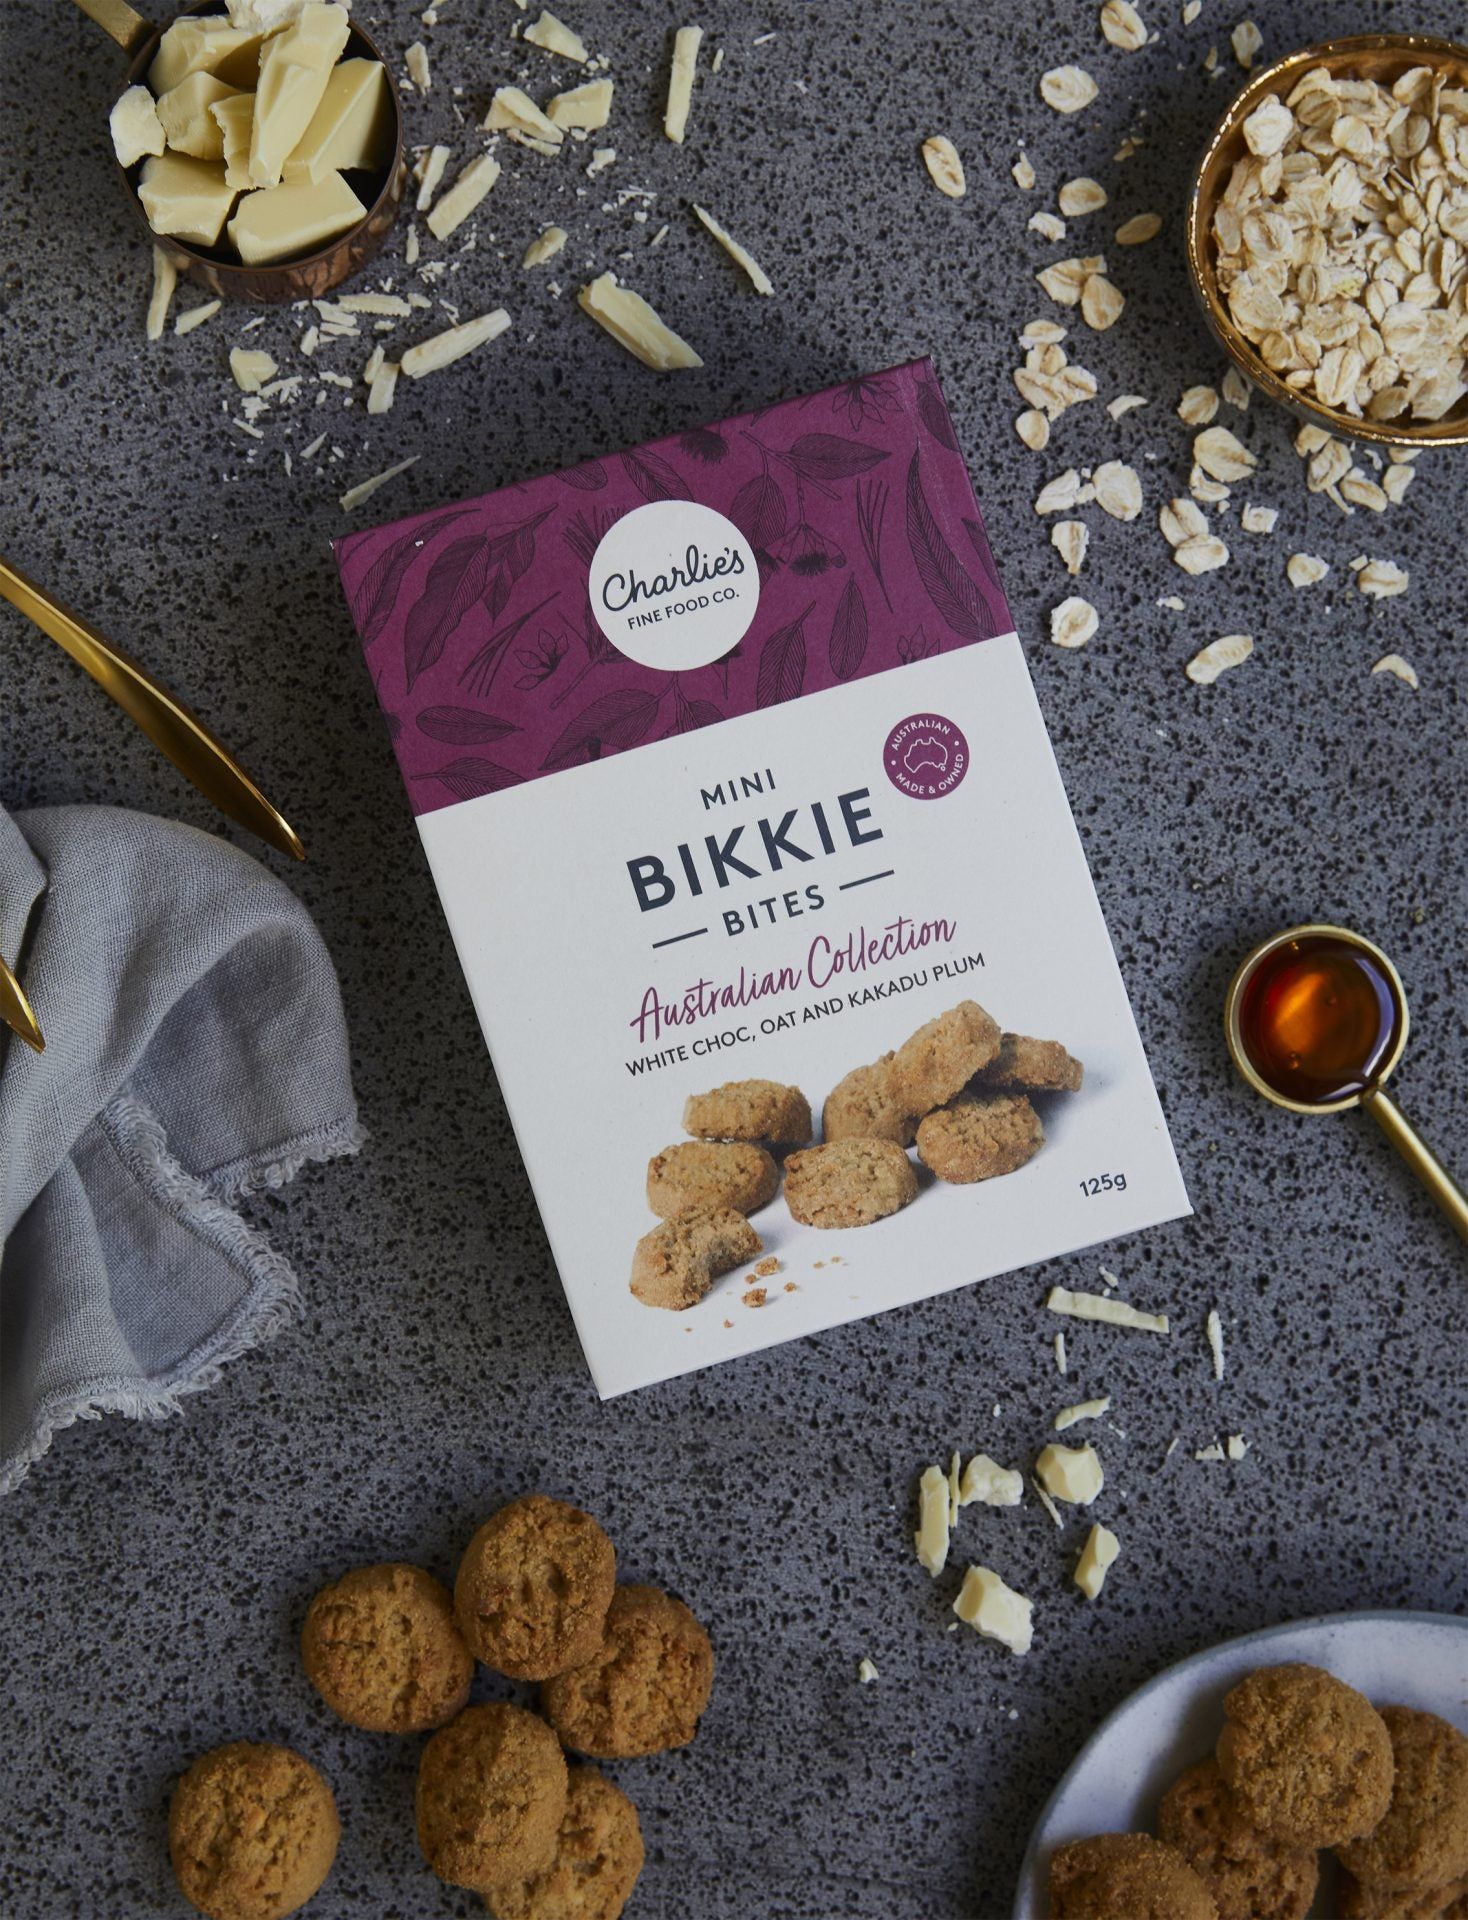 Charlie's
FINE FOOD CO.
AUSTRALIAN
MADE & OWNED
MINI
BIKKIE
BITES
Australian Collection
WHITE CHOC, OAT AND KAKADU PLUM
125g